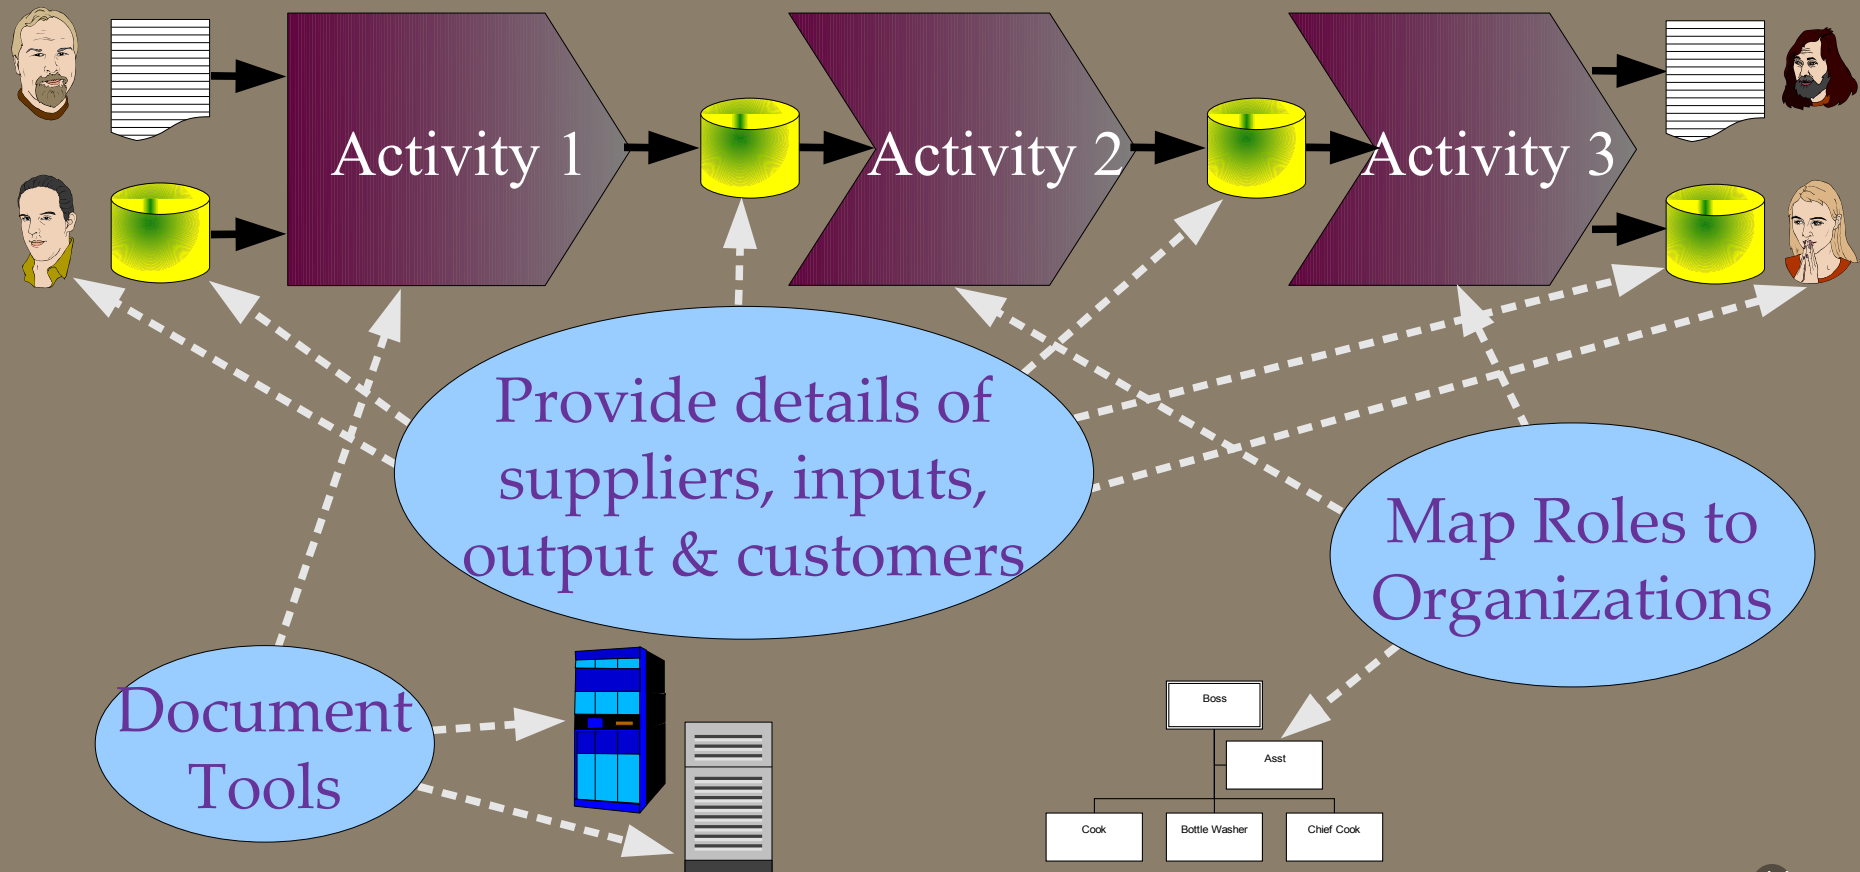 Activity 1
Activity 2
Activity 3
Provide details of
suppliers, inputs,
output & customers
Map Roles to
Organizations
Document
Tools
Boss
Asst
Cook
Bottle Washer
Chief Cook